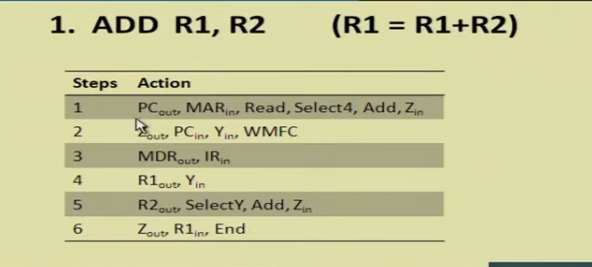 1. ADD R1, R2 (R1 = R1+R2)
Steps Action
1 PCout, MARin, Read, Select4, Add, Zin
2 Zout, PCin, Yin, WMFC
3 MDRout, IRin
4 R1out, Yin
5 R2out, SelectY, Add, Zin
6 Zout, R1in, End